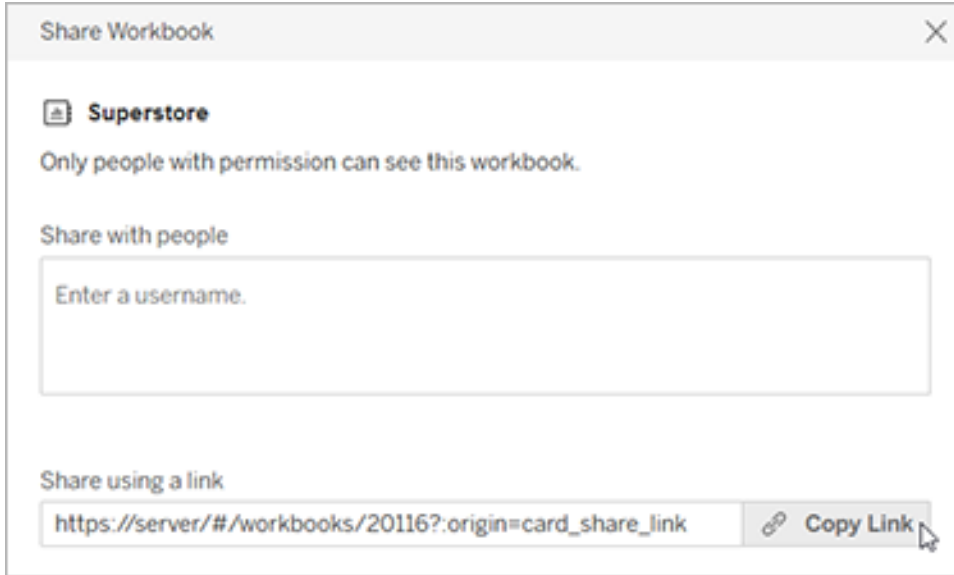 Share Workbook
Superstore
Only people with permission can see this workbook.
Share with people
Enter a username.
Share using a link
https://server/#/workbooks/20116?:origin=card_share_link
Copy Link